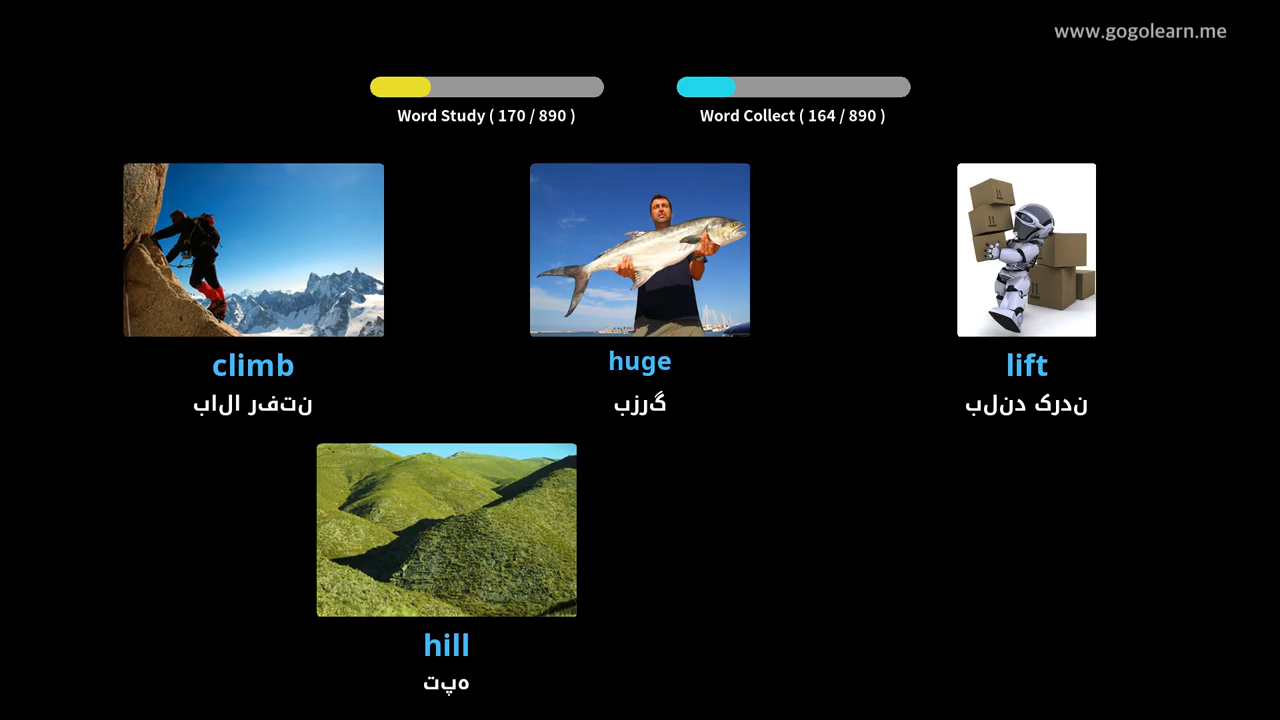 www.gogolearn.me
Word Study ( 170 / 890 )
Word Collect ( 164 / 890 )
climb
بالا رفتن
huge
بزرگ
lift
بلند کردن
hill
تپه